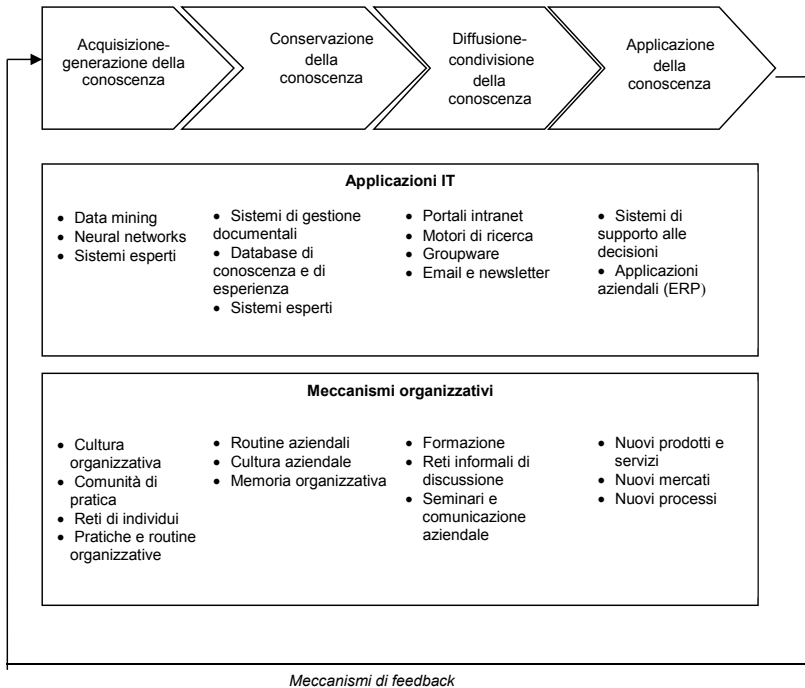 Acquisizione-
generazione della
conoscenza
Conservazione
della
conoscenza
Diffusione-
condivisione
della
conoscenza
Applicazione
della
conoscenza
Applicazioni IT
• Data mining
• Neural networks
• Sistemi esperti
• Sistemi di gestione
documentali
• Database di
conoscenza e di
esperienza
• Sistemi esperti
• Portali intranet
• Motori di ricerca
• Groupware
• Email e newsletter
• Sistemi di
supporto alle
decisioni
• Applicazioni
aziendali (ERP)
Meccanismi organizzativi
• Cultura
organizzativa
• Comunità di
pratica
• Reti di individui
• Pratiche e routine
organizzative
• Routine aziendali
• Cultura aziendale
• Memoria organizzativa
• Formazione
• Reti informali di
discussione
• Seminari e
comunicazione
aziendale
• Nuovi prodotti e
servizi
• Nuovi mercati
• Nuovi processi
Meccanismi di feedback